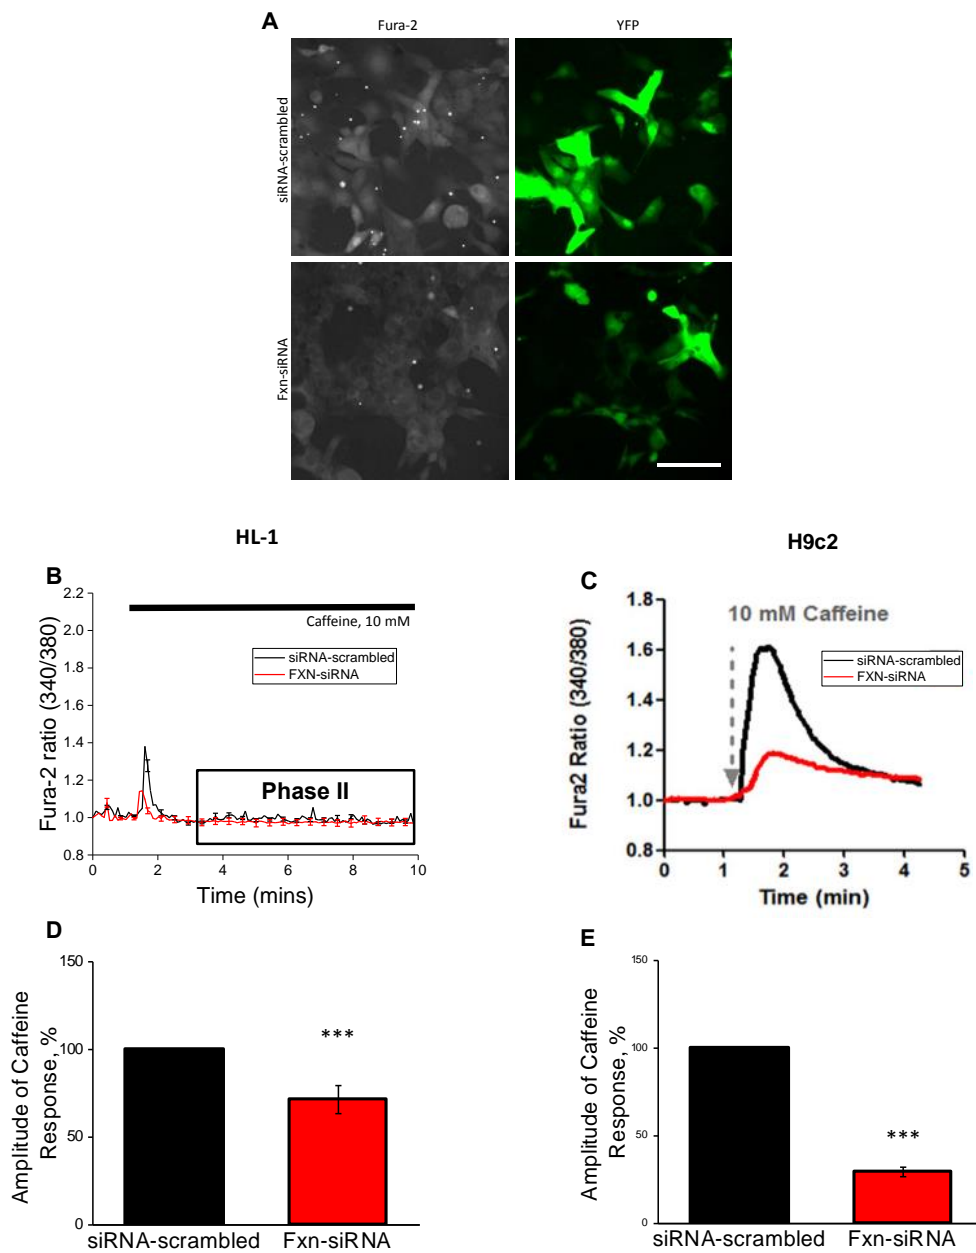 A
Fura-2
YFP
siRNA-scrambled
Fxn-siRNA
HL-1
H9c2
B
2.2
2.0
1.8
1.6
1.4
1.2
1.0
0.8
Fura-2 ratio (340/380)
Caffeine, 10 mM
siRNA-scrambled
FXN-siRNA
Phase II
0 2 4 6 8 10
Time (mins)
C
1.8
1.6
1.4
1.2
1.0
0.8
Fura2 Ratio (340/380)
10 mM Caffeine
siRNA-scrambled
FXN-siRNA
0 1 2 3 4 5
Time (min)
D
150
100
50
0
Amplitude of Caffeine
Response, %
***
siRNA-scrambled Fxn-siRNA
E
150
100
50
0
Amplitude of Caffeine
Response, %
***
siRNA-scrambled Fxn-siRNA